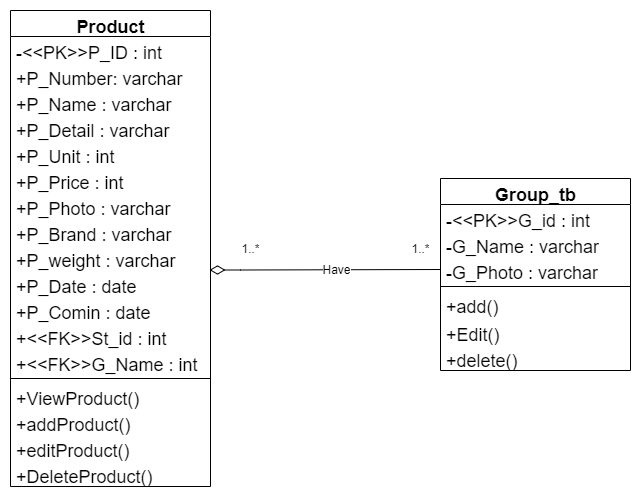 Product
-<<PK>>P_ID : int
+P_Number: varchar
+P_Name : varchar
+P_Detail : varchar
+P_Unit : int
+P_Price : int
+P_Photo : varchar
+P_Brand : varchar
+P_weight : varchar
+P_Date : date
+P_Comin : date
+<<FK>>St_id : int
+<<FK>>G_Name : int
+ViewProduct()
+addProduct()
+editProduct()
+DeleteProduct()
1..*
Have
1..*
Group_tb
-<<PK>>G_id : int
-G_Name : varchar
-G_Photo : varchar
+add()
+Edit()
+delete()